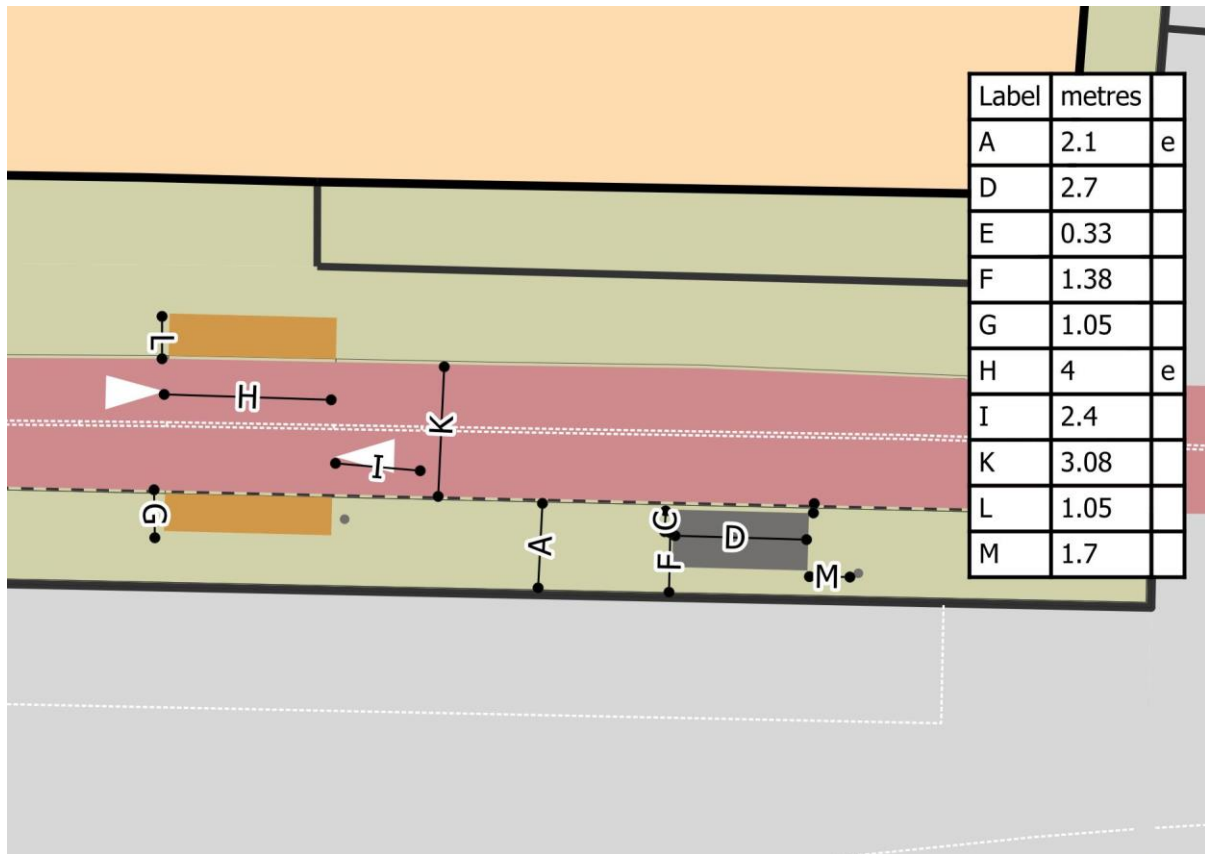 Label metres
A 2.1 e
D 2.7
E 0.33
F 1.38
G 1.05
H 4 e
I 2.4
K 3.08
L 1.05
M 1.7
L
H
K
I
G
A
C
D
F
M